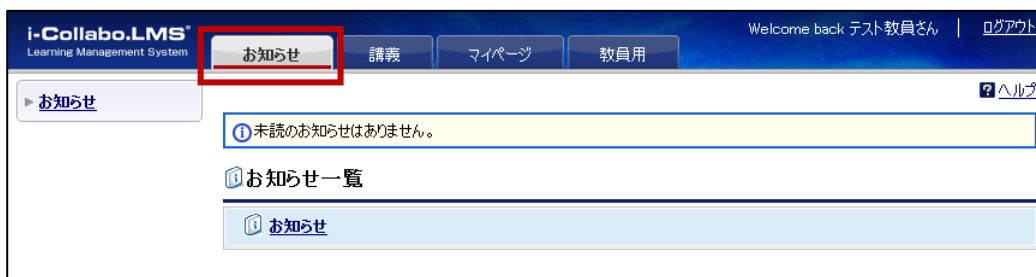 i-Collabo.LMS
Learning Management System
Welcome back テスト教員さん | ログアウト
お知らせ 講義 マイページ 教員用
お知らせ
ヘルプ
未読のお知らせはありません。
お知らせ一覧
お知らせ